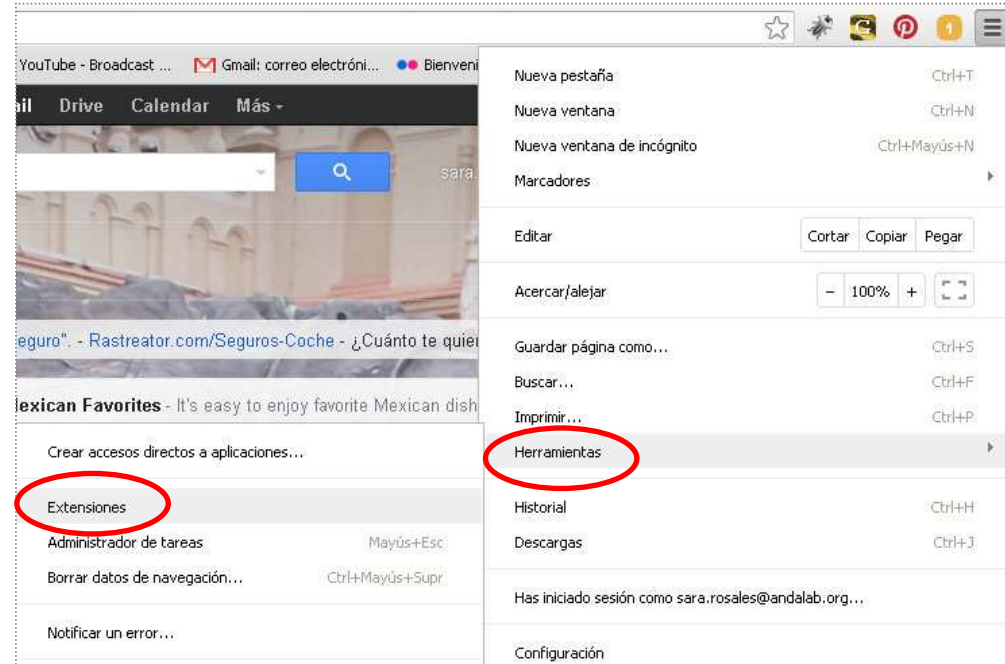 1
YouTube - Broadcast ... Gmail: correo electróni... Bienveni
ail Drive Calendar Más
sara.
eguro". - Rastreator.com/Seguros-Coche - ¿Cuánto te quier
lexican Favorites - It's easy to enjoy favorite Mexican dish
Nueva pestaña Ctrl+T
Nueva ventana Ctrl+N
Nueva ventana de incógnito Ctrl+Mayús+N
Marcadores
Editar Cortar Copiar Pegar
Acercar/alejar - 100% +
Guardar página como... Ctrl+S
Buscar... Ctrl+F
Imprimir... Ctrl+P
Herramientas
Crear accesos directos a aplicaciones...
Extensiones
Administrador de tareas Mayús+Esc
Borrar datos de navegación... Ctrl+Mayús+Supr
Notificar un error...
Historial Ctrl+H
Descargas Ctrl+J
Has iniciado sesión como sara.rosales@andalab.org...
Configuración